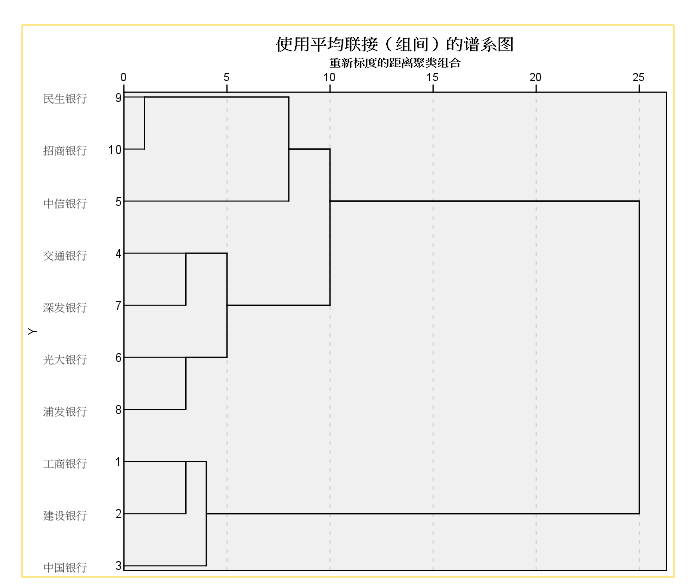 使用平均联接（组间）的谱系图
重新标度的距离聚类组合
0 5 10 15 20 25
民生银行 9
招商银行 10
中信银行 5
交通银行 4
深发银行 7
Y
光大银行 6
浦发银行 8
工商银行 1
建设银行 2
中国银行 3